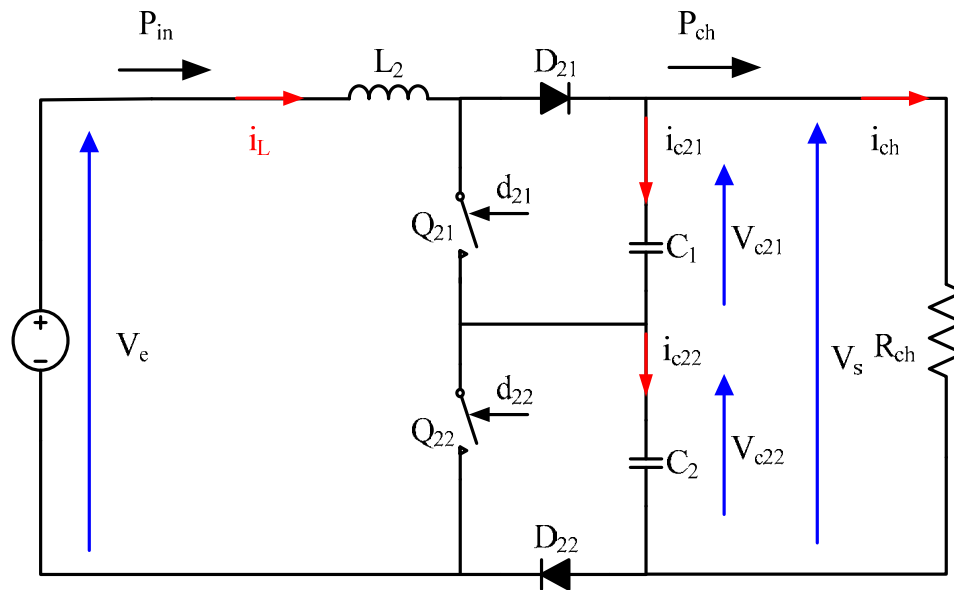 P_in
P_ch
L_2
D_21
i_L
i_c21
i_ch
d_21
Q_21
C_1
V_c21
+
−
V_e
i_c22
V_s
R_ch
d_22
Q_22
C_2
V_c22
D_22